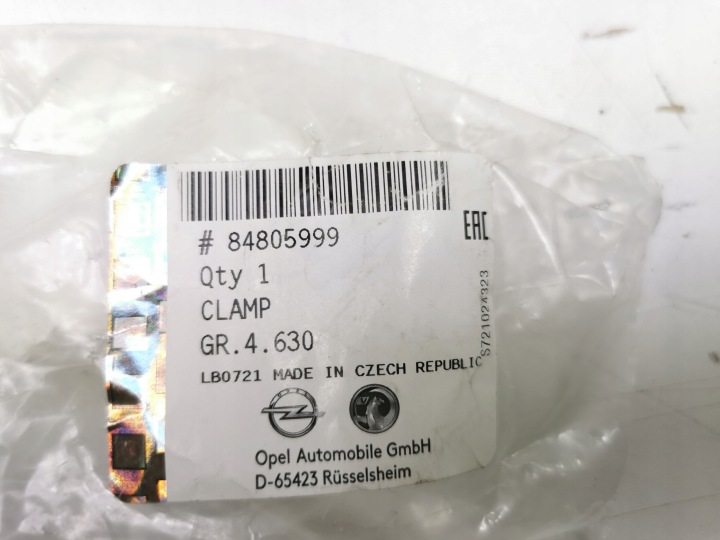 # 84805999
EAC
Qty 1
CLAMP
GR.4.630
S721024323
LB0721 MADE IN CZECH REPUBLIC
Opel Automobile GmbH
D-65423 Rüsselsheim